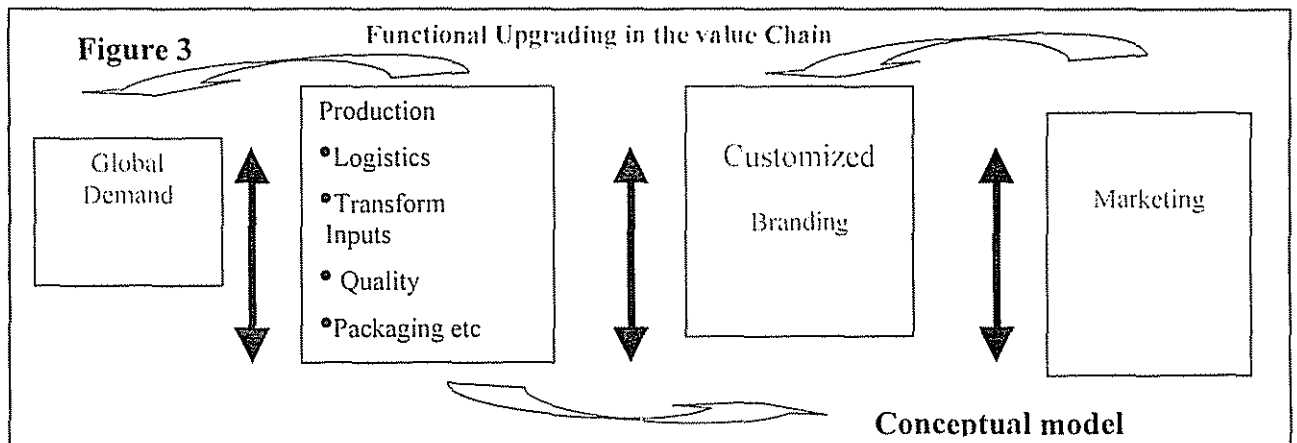 Functional Upgrading in the value Chain
Figure 3
Global
Demand
Production
•Logistics
•Transform
Inputs
• Quality
•Packaging etc
Customized
Branding
Marketing
Conceptual model